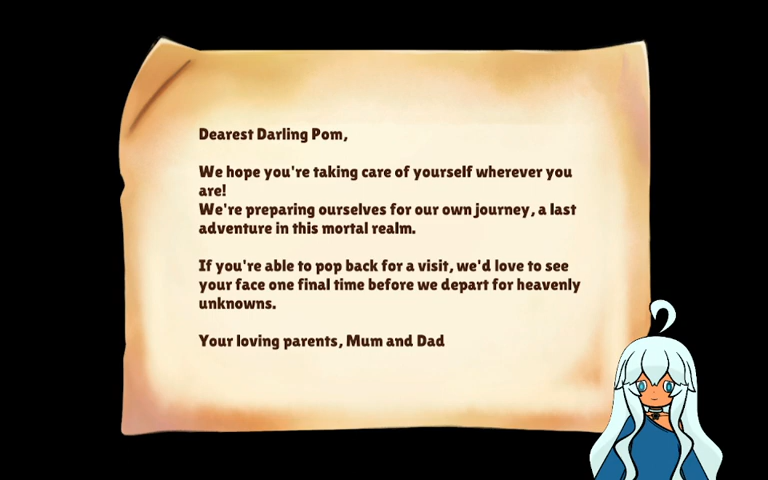 Dearest Darling Pom,
We hope you're taking care of yourself wherever you
are!
We're preparing ourselves for our own journey, a last
adventure in this mortal realm.
If you're able to pop back for a visit, we'd love to see
your face one final time before we depart for heavenly
unknowns.
Your loving parents, Mum and Dad